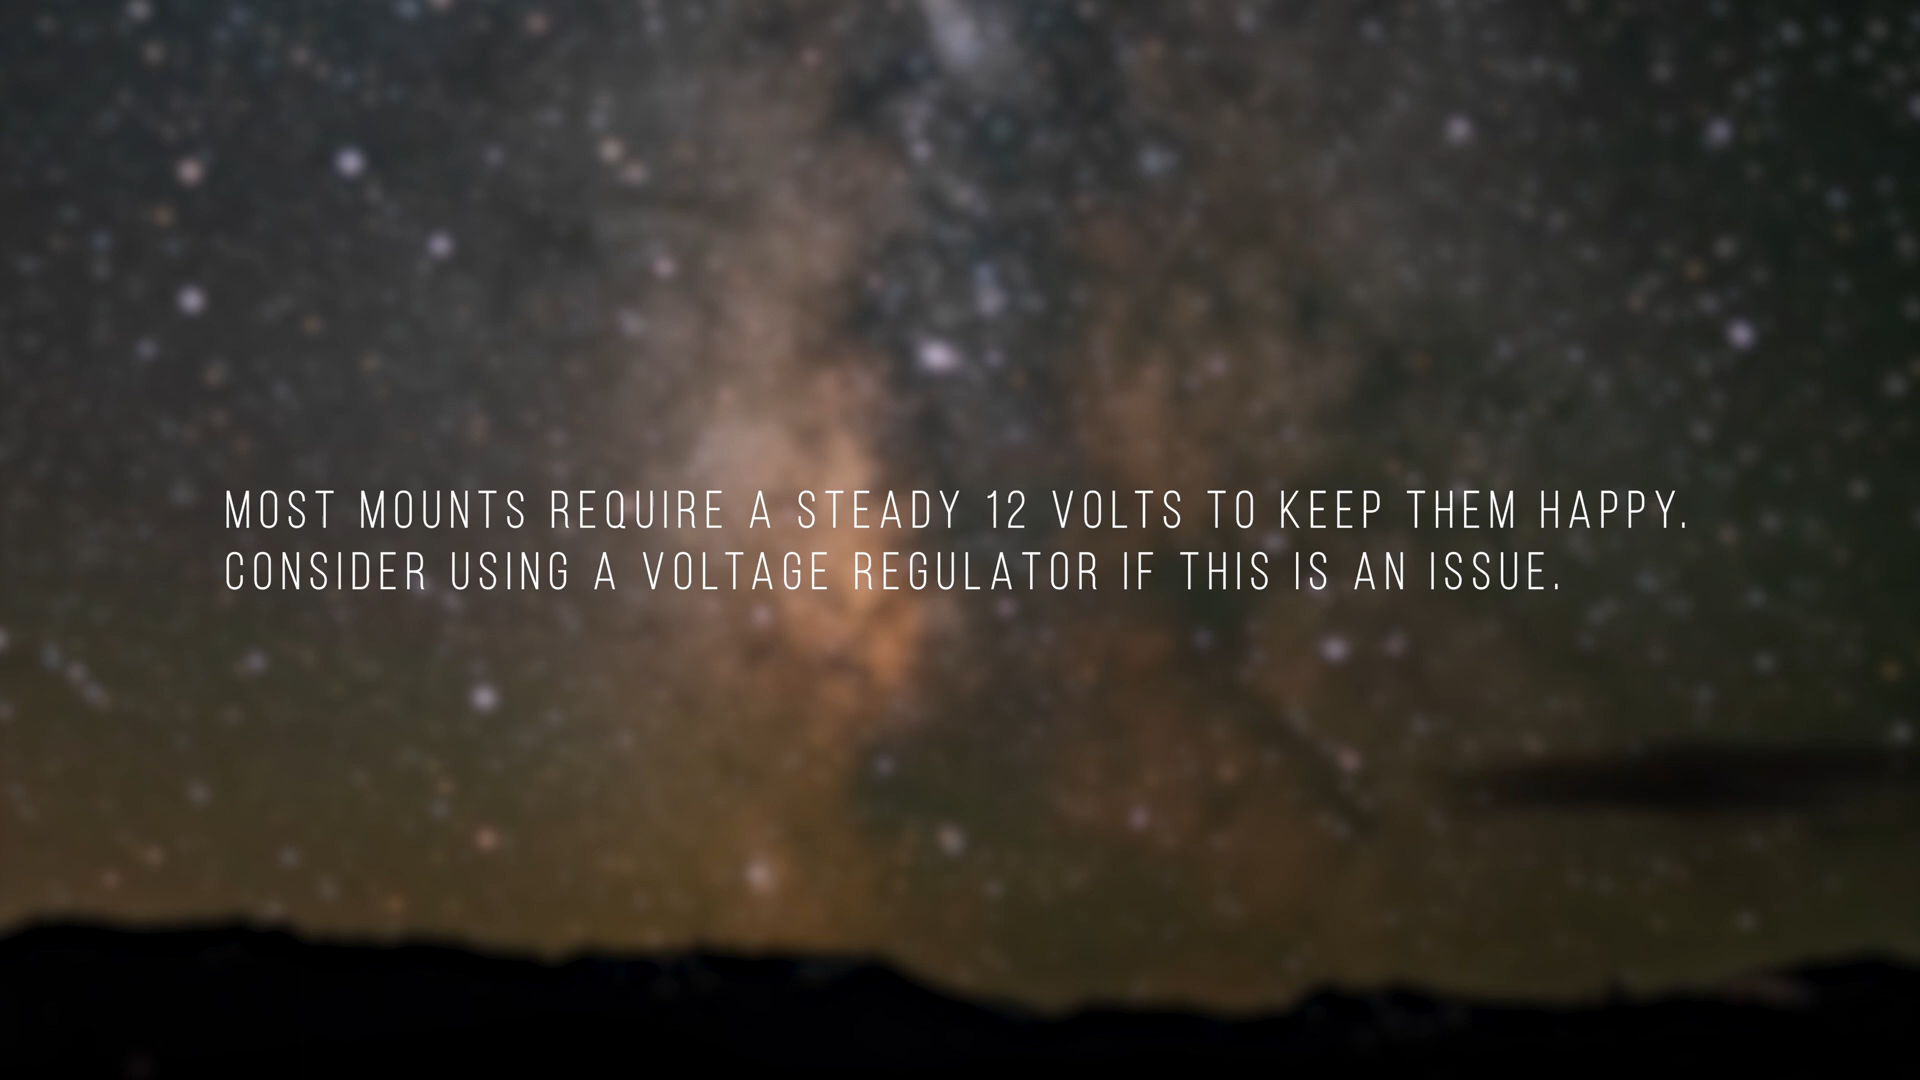 MOST MOUNTS REQUIRE A STEADY 12 VOLTS TO KEEP THEM HAPPY.
CONSIDER USING A VOLTAGE REGULATOR IF THIS IS AN ISSUE.